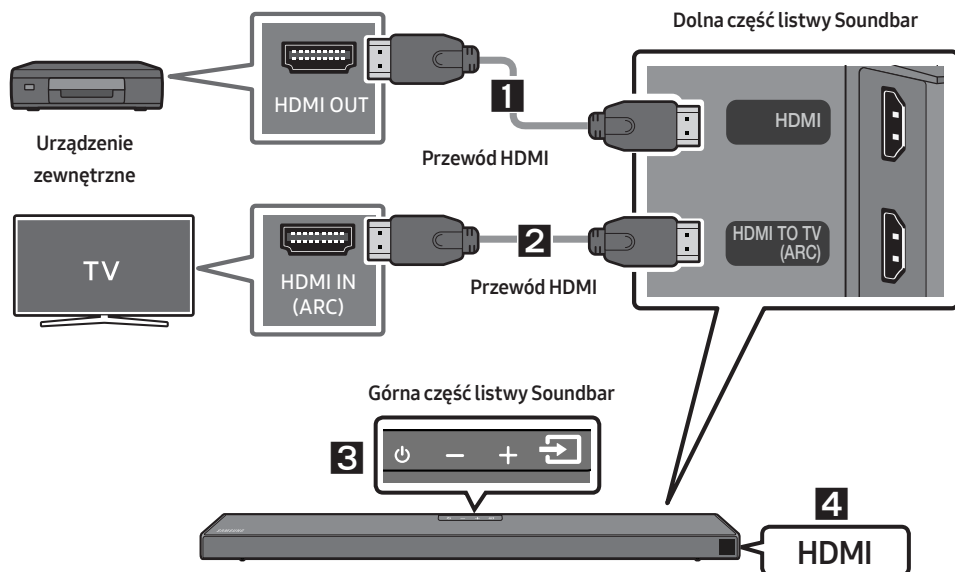 Dolna część listwy Soundbar
HDMI OUT
1
HDMI
Urządzenie
zewnętrzne
Przewód HDMI
TV
HDMI IN
(ARC)
2
Przewód HDMI
HDMI TO TV
(ARC)
Górna część listwy Soundbar
3
SAMSUNG
4
HDMI